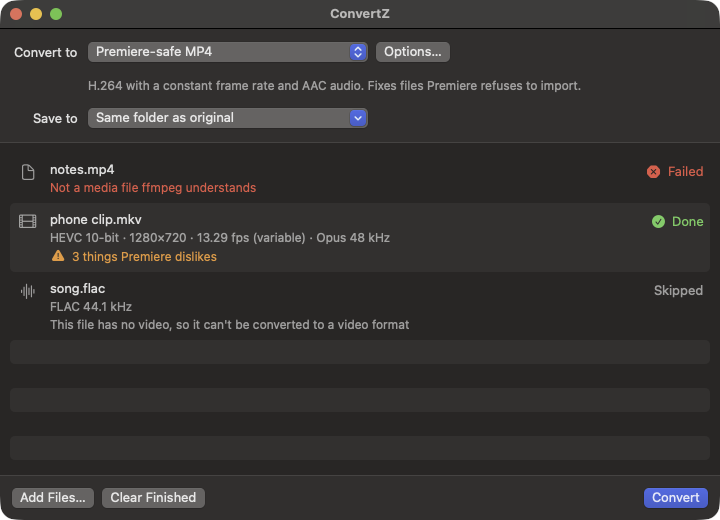 ConvertZ
Convert to Premiere-safe MP4 Options...
H.264 with a constant frame rate and AAC audio. Fixes files Premiere refuses to import.
Save to Same folder as original
notes.mp4 Failed
Not a media file ffmpeg understands
phone clip.mkv Done
HEVC 10-bit · 1280×720 · 13.29 fps (variable) · Opus 48 kHz
3 things Premiere dislikes
song.flac Skipped
FLAC 44.1 kHz
This file has no video, so it can't be converted to a video format
Add Files... Clear Finished Convert